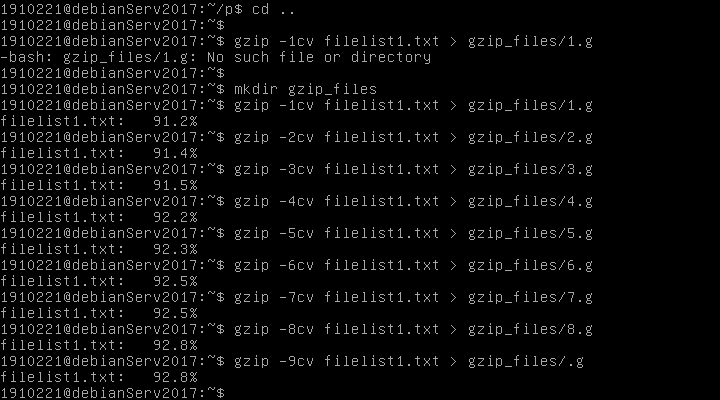 1910221@debianServ2017:~/p$ cd ..
1910221@debianServ2017:~$
1910221@debianServ2017:~$ gzip -1cv filelist1.txt > gzip_files/1.g
-bash: gzip_files/1.g: No such file or directory
1910221@debianServ2017:~$
1910221@debianServ2017:~$ mkdir gzip_files
1910221@debianServ2017:~$ gzip -1cv filelist1.txt > gzip_files/1.g
filelist1.txt:   91.2%
1910221@debianServ2017:~$ gzip -2cv filelist1.txt > gzip_files/2.g
filelist1.txt:   91.4%
1910221@debianServ2017:~$ gzip -3cv filelist1.txt > gzip_files/3.g
filelist1.txt:   91.5%
1910221@debianServ2017:~$ gzip -4cv filelist1.txt > gzip_files/4.g
filelist1.txt:   92.2%
1910221@debianServ2017:~$ gzip -5cv filelist1.txt > gzip_files/5.g
filelist1.txt:   92.3%
1910221@debianServ2017:~$ gzip -6cv filelist1.txt > gzip_files/6.g
filelist1.txt:   92.5%
1910221@debianServ2017:~$ gzip -7cv filelist1.txt > gzip_files/7.g
filelist1.txt:   92.5%
1910221@debianServ2017:~$ gzip -8cv filelist1.txt > gzip_files/8.g
filelist1.txt:   92.8%
1910221@debianServ2017:~$ gzip -9cv filelist1.txt > gzip_files/.g
filelist1.txt:   92.8%
1910221@debianServ2017:~$